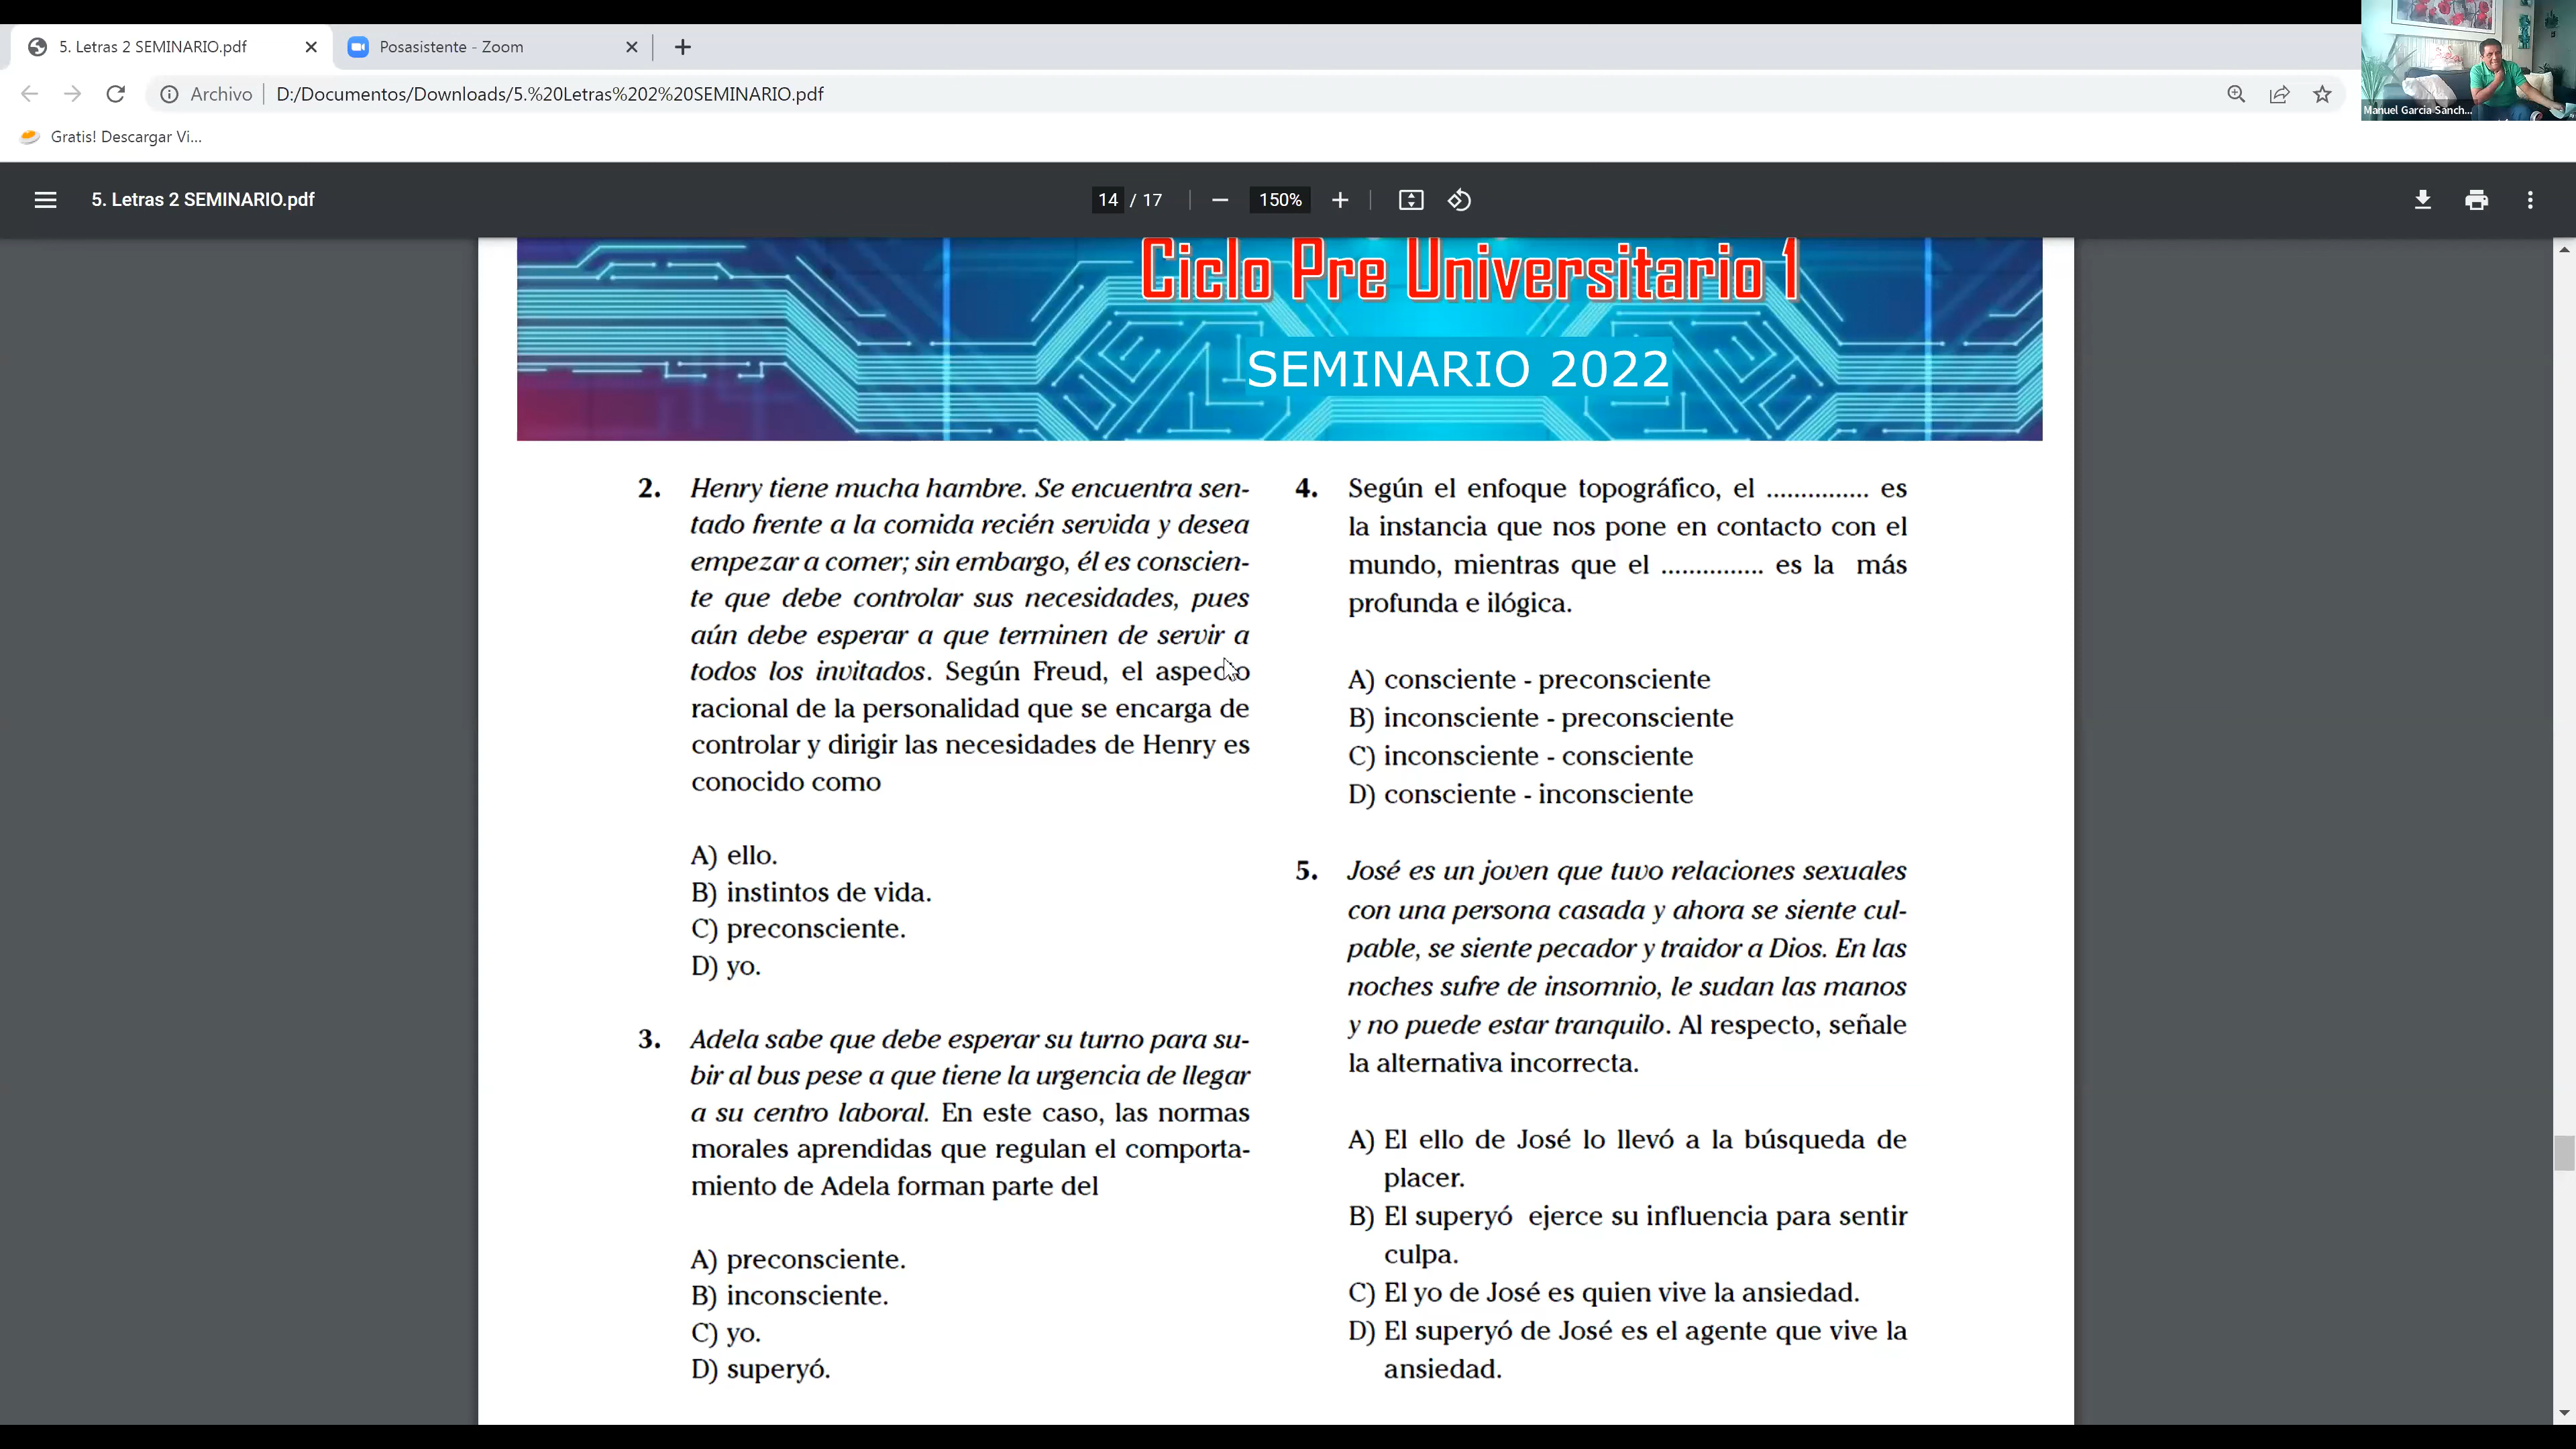 5. Letras 2 SEMINARIO.pdf
Posasistente - Zoom
Archivo
D:/Documentos/Downloads/5.%20Letras%202%20SEMINARIO.pdf
Manuel Garcia Sanch...
Gratis! Descargar Vi...
5. Letras 2 SEMINARIO.pdf
14 / 17
150%
Ciclo Pre Universitario 1
SEMINARIO 2022
2. Henry tiene mucha hambre. Se encuentra sen-
tado frente a la comida recién servida y desea
empezar a comer; sin embargo, él es conscien-
te que debe controlar sus necesidades, pues
aún debe esperar a que terminen de servir a
todos los invitados. Según Freud, el aspecto
racional de la personalidad que se encarga de
controlar y dirigir las necesidades de Henry es
conocido como
A) ello.
B) instintos de vida.
C) preconsciente.
D) yo.
3. Adela sabe que debe esperar su turno para su-
bir al bus pese a que tiene la urgencia de llegar
a su centro laboral. En este caso, las normas
morales aprendidas que regulan el comporta-
miento de Adela forman parte del
A) preconsciente.
B) inconsciente.
C) yo.
D) superyó.
4. Según el enfoque topográfico, el ............... es
la instancia que nos pone en contacto con el
mundo, mientras que el ............... es la más
profunda e ilógica.
A) consciente - preconsciente
B) inconsciente - preconsciente
C) inconsciente - consciente
D) consciente - inconsciente
5. José es un joven que tuvo relaciones sexuales
con una persona casada y ahora se siente cul-
pable, se siente pecador y traidor a Dios. En las
noches sufre de insomnio, le sudan las manos
y no puede estar tranquilo. Al respecto, señale
la alternativa incorrecta.
A) El ello de José lo llevó a la búsqueda de
placer.
B) El superyó ejerce su influencia para sentir
culpa.
C) El yo de José es quien vive la ansiedad.
D) El superyó de José es el agente que vive la
ansiedad.